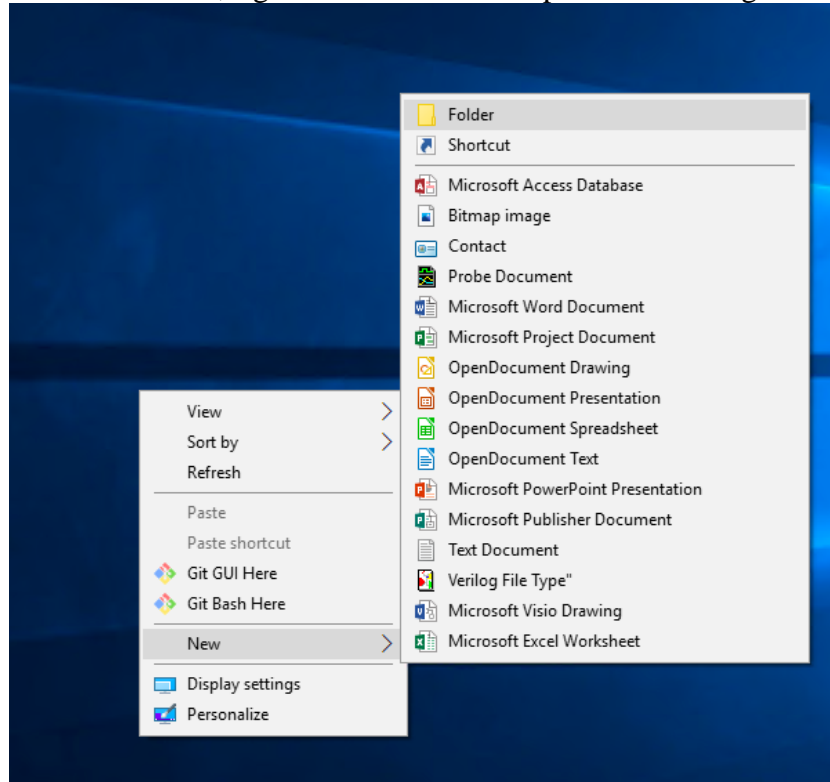 Folder
Shortcut
Microsoft Access Database
Bitmap image
Contact
Probe Document
Microsoft Word Document
Microsoft Project Document
OpenDocument Drawing
OpenDocument Presentation
OpenDocument Spreadsheet
OpenDocument Text
Microsoft PowerPoint Presentation
Microsoft Publisher Document
Text Document
Verilog File Type"
Microsoft Visio Drawing
Microsoft Excel Worksheet
View
Sort by
Refresh
Paste
Paste shortcut
Git GUI Here
Git Bash Here
New
Display settings
Personalize